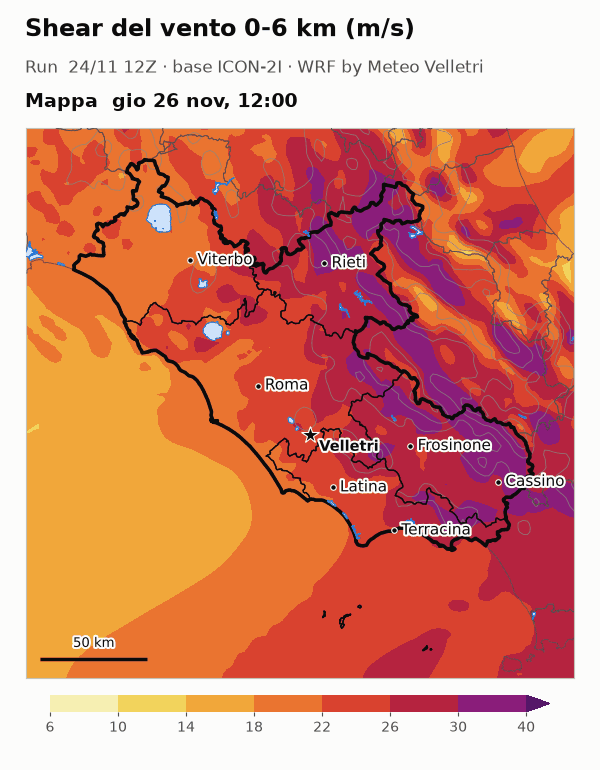 Shear del vento 0-6 km (m/s)
Run  24/11 12Z · base ICON-2I · WRF by Meteo Velletri
Mappa  gio 26 nov, 12:00
Viterbo
Rieti
Roma
Velletri
Frosinone
Cassino
Latina
Terracina
50 km
6 10 14 18 22 26 30 40